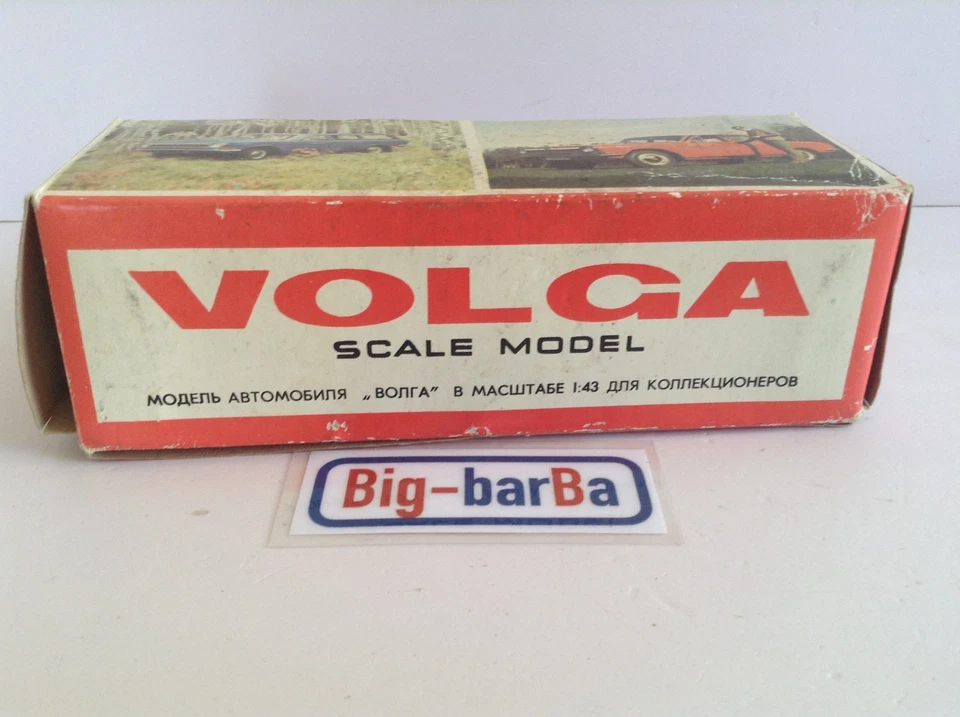 VOLGA
SCALE MODEL
МОДЕЛЬ АВТОМОБИЛЯ „ВОЛГА” В МАСШТАБЕ 1:43 ДЛЯ КОЛЛЕКЦИОНЕРОВ
Big-barBa